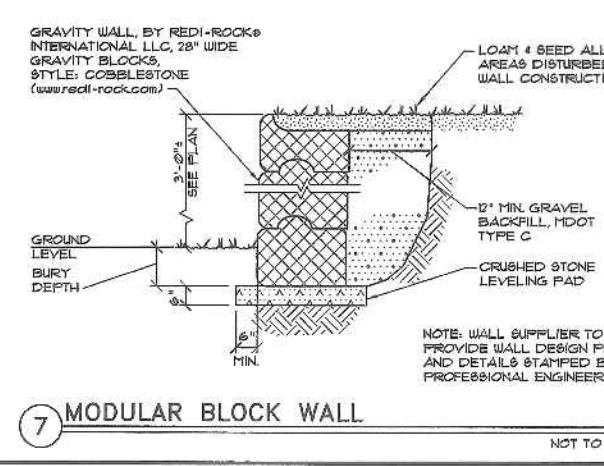 GRAVITY WALL, BY REDI-ROCK®
INTERNATIONAL LLC, 28" WIDE
GRAVITY BLOCKS,
STYLE: COBBLESTONE
(www.redi-rock.com)
LOAM & SEED ALL
AREAS DISTURBE
WALL CONSTRUCTI
3'-0"±
SEE PLAN
12" MIN. GRAVEL
BACKFILL, MDOT
TYPE C
GROUND
LEVEL
BURY
DEPTH
CRUSHED STONE
LEVELING PAD
6"
6"
MIN.
NOTE: WALL SUPPLIER TO
PROVIDE WALL DESIGN P
AND DETAILS STAMPED B
PROFESSIONAL ENGINEER
7 MODULAR BLOCK WALL
NOT TO